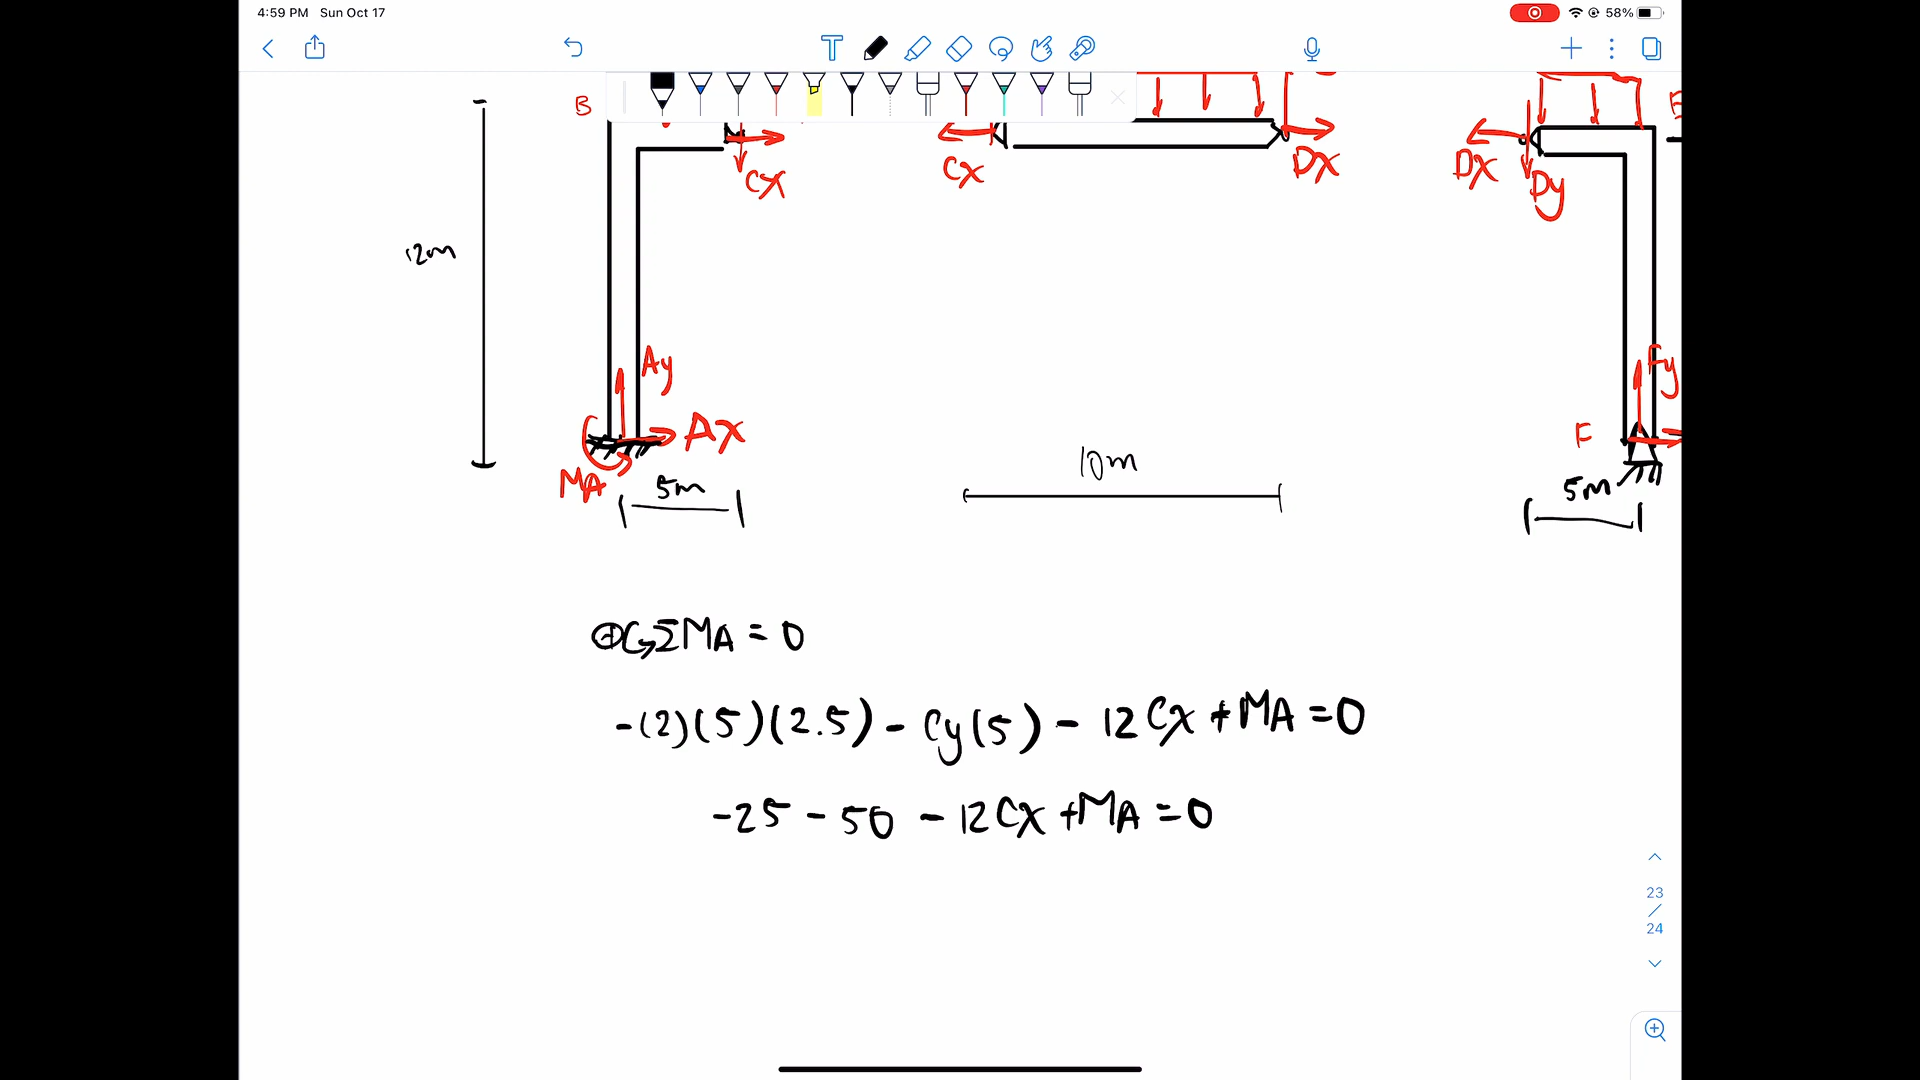 4:59 PM Sun Oct 17
58%
T
B
Cx
Cx
Dx
Dx
Dy
12m
Ay
Ax
MA
5m
10m
Fy
F
5m
+ ΣMA = 0
-(2)(5)(2.5) - Cy(5) - 12Cx + MA = 0
-25 - 50 - 12Cx + MA = 0
23
/
24